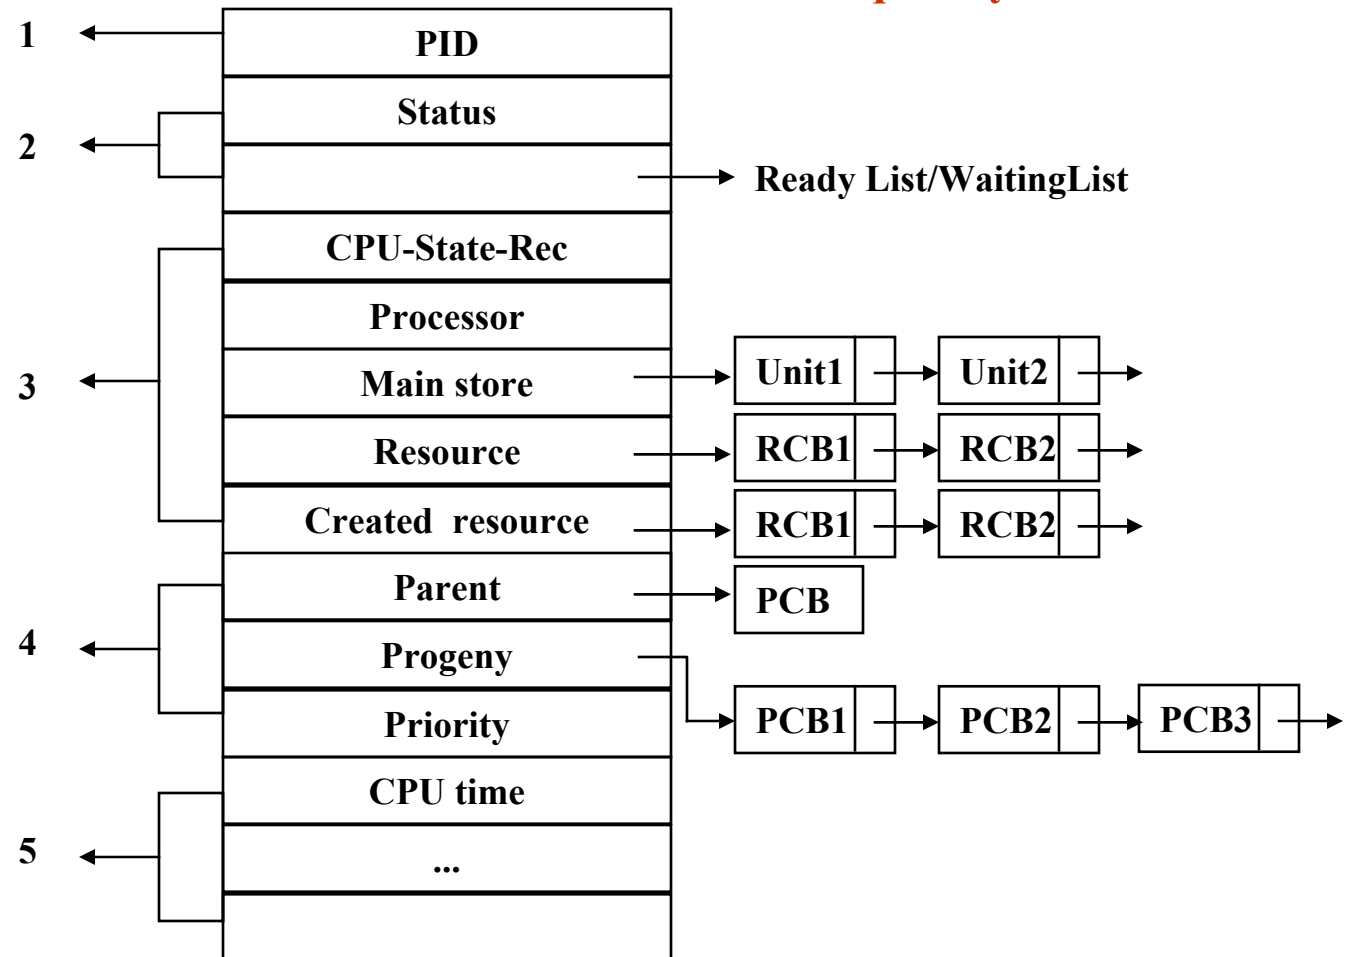 1
PID
Status
2
Ready List/WaitingList
CPU-State-Rec
Processor
3
Main store
Unit1
Unit2
Resource
RCB1
RCB2
Created resource
RCB1
RCB2
Parent
PCB
4
Progeny
Priority
PCB1
PCB2
PCB3
CPU time
5
...